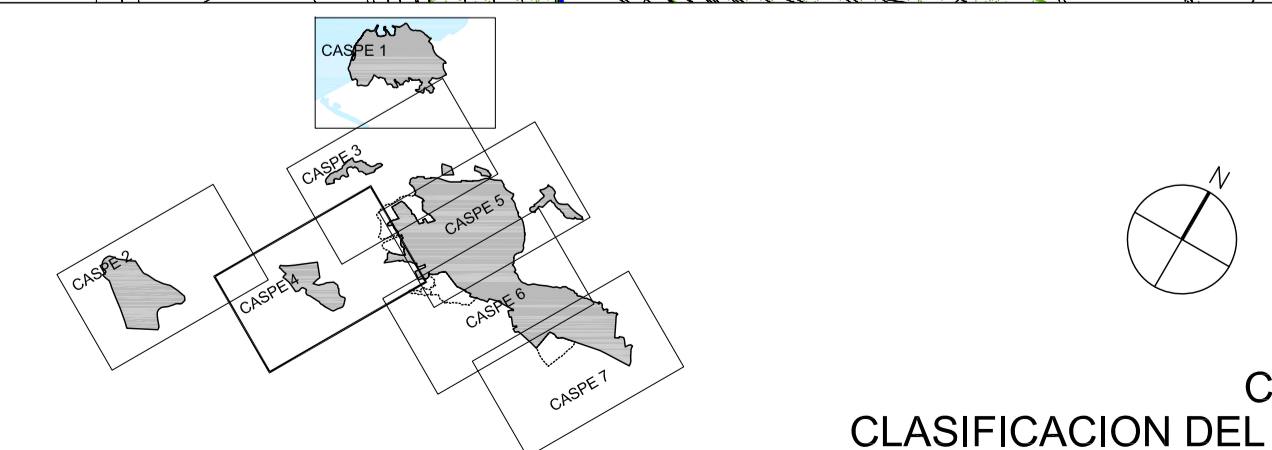 CASPE 1
CASPE 3
CASPE 5
CASPE 2
CASPE 4
CASPE 6
CASPE 7
N
C
CLASIFICACION DEL